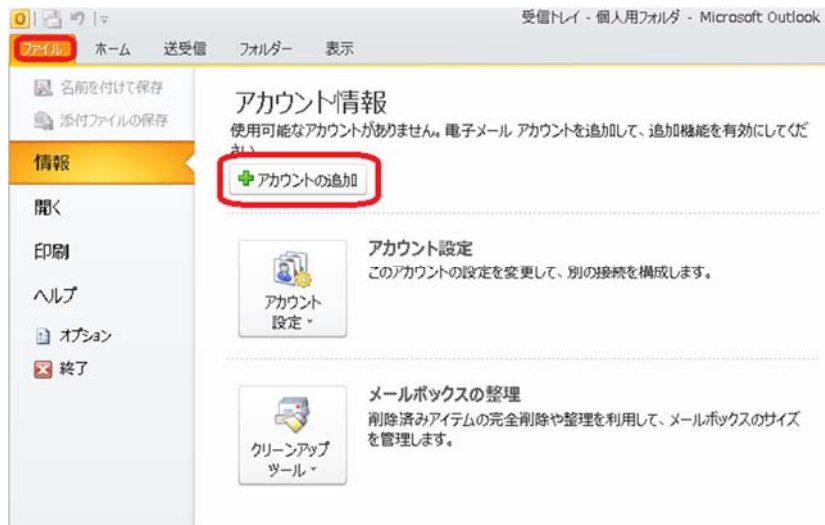 受信トレイ - 個人用フォルダ - Microsoft Outlook
ファイル ホーム 送受信 フォルダー 表示
名前を付けて保存
添付ファイルの保存
情報
開く
印刷
ヘルプ
オプション
終了
アカウント情報
使用可能なアカウントがありません。電子メール アカウントを追加して、追加機能を有効にしてくだ
さい。
アカウントの追加
アカウント
設定
アカウント設定
このアカウントの設定を変更して、別の接続を構成します。
クリーンアップ
ツール
メールボックスの整理
削除済みアイテムの完全削除や整理を利用して、メールボックスのサイズ
を管理します。